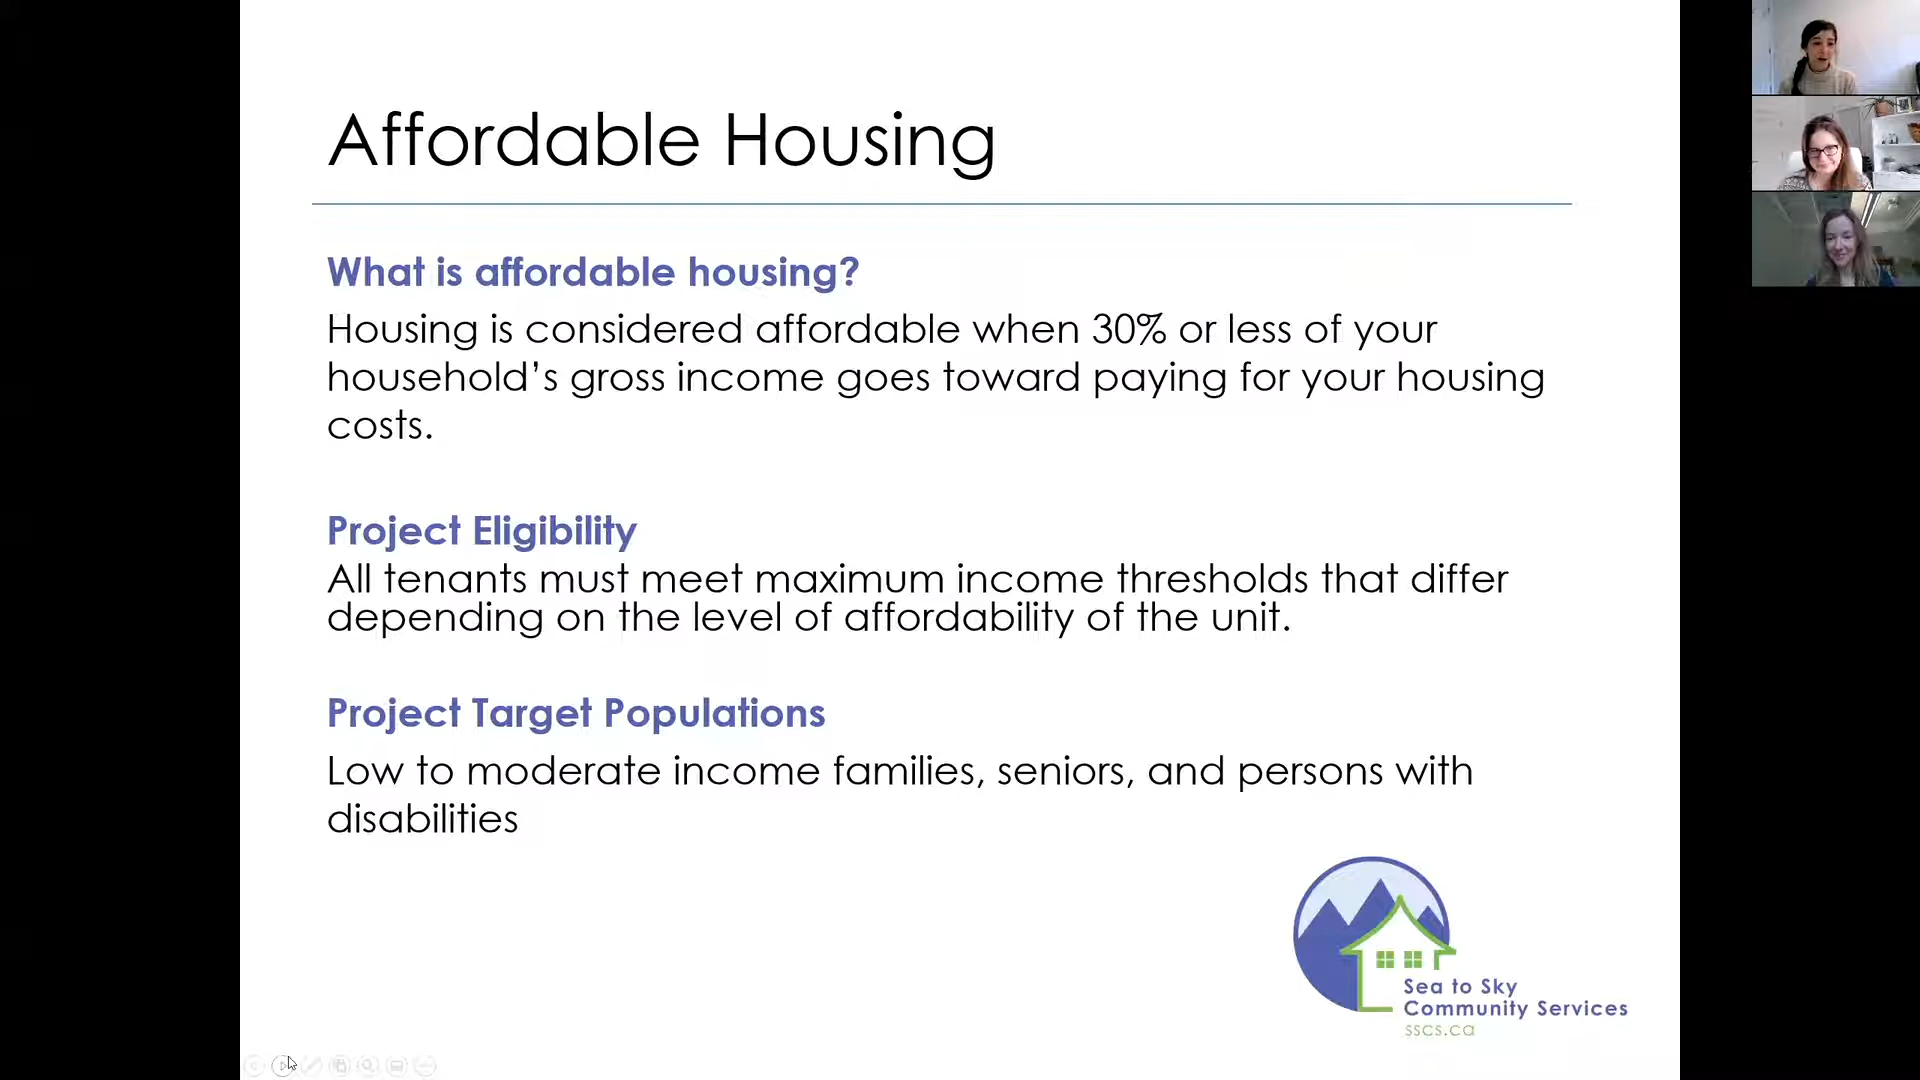 Affordable Housing
What is affordable housing?
Housing is considered affordable when 30% or less of your
household’s gross income goes toward paying for your housing
costs.
Project Eligibility
All tenants must meet maximum income thresholds that differ
depending on the level of affordability of the unit.
Project Target Populations
Low to moderate income families, seniors, and persons with
disabilities
Sea to Sky
Community Services
sscs.ca